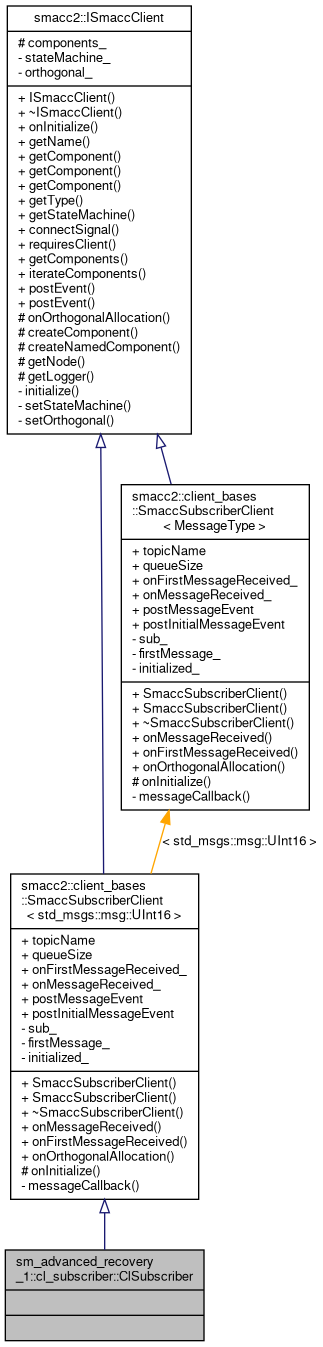 smacc2::ISmaccClient
# components_
- stateMachine_
- orthogonal_
+ ISmaccClient()
+ ~ISmaccClient()
+ onInitialize()
+ getName()
+ getComponent()
+ getComponent()
+ getComponent()
+ getType()
+ getStateMachine()
+ connectSignal()
+ requiresClient()
+ getComponents()
+ iterateComponents()
+ postEvent()
+ postEvent()
# onOrthogonalAllocation()
# createComponent()
# createNamedComponent()
# getNode()
# getLogger()
- initialize()
- setStateMachine()
- setOrthogonal()
smacc2::client_bases
::SmaccSubscriberClient
< MessageType >
+ topicName
+ queueSize
+ onFirstMessageReceived_
+ onMessageReceived_
+ postMessageEvent
+ postInitialMessageEvent
- sub_
- firstMessage_
- initialized_
+ SmaccSubscriberClient()
+ SmaccSubscriberClient()
+ ~SmaccSubscriberClient()
+ onMessageReceived()
+ onFirstMessageReceived()
+ onOrthogonalAllocation()
# onInitialize()
- messageCallback()
< std_msgs::msg::UInt16 >
smacc2::client_bases
::SmaccSubscriberClient
< std_msgs::msg::UInt16 >
+ topicName
+ queueSize
+ onFirstMessageReceived_
+ onMessageReceived_
+ postMessageEvent
+ postInitialMessageEvent
- sub_
- firstMessage_
- initialized_
+ SmaccSubscriberClient()
+ SmaccSubscriberClient()
+ ~SmaccSubscriberClient()
+ onMessageReceived()
+ onFirstMessageReceived()
+ onOrthogonalAllocation()
# onInitialize()
- messageCallback()
sm_advanced_recovery
_1::cl_subscriber::ClSubscriber